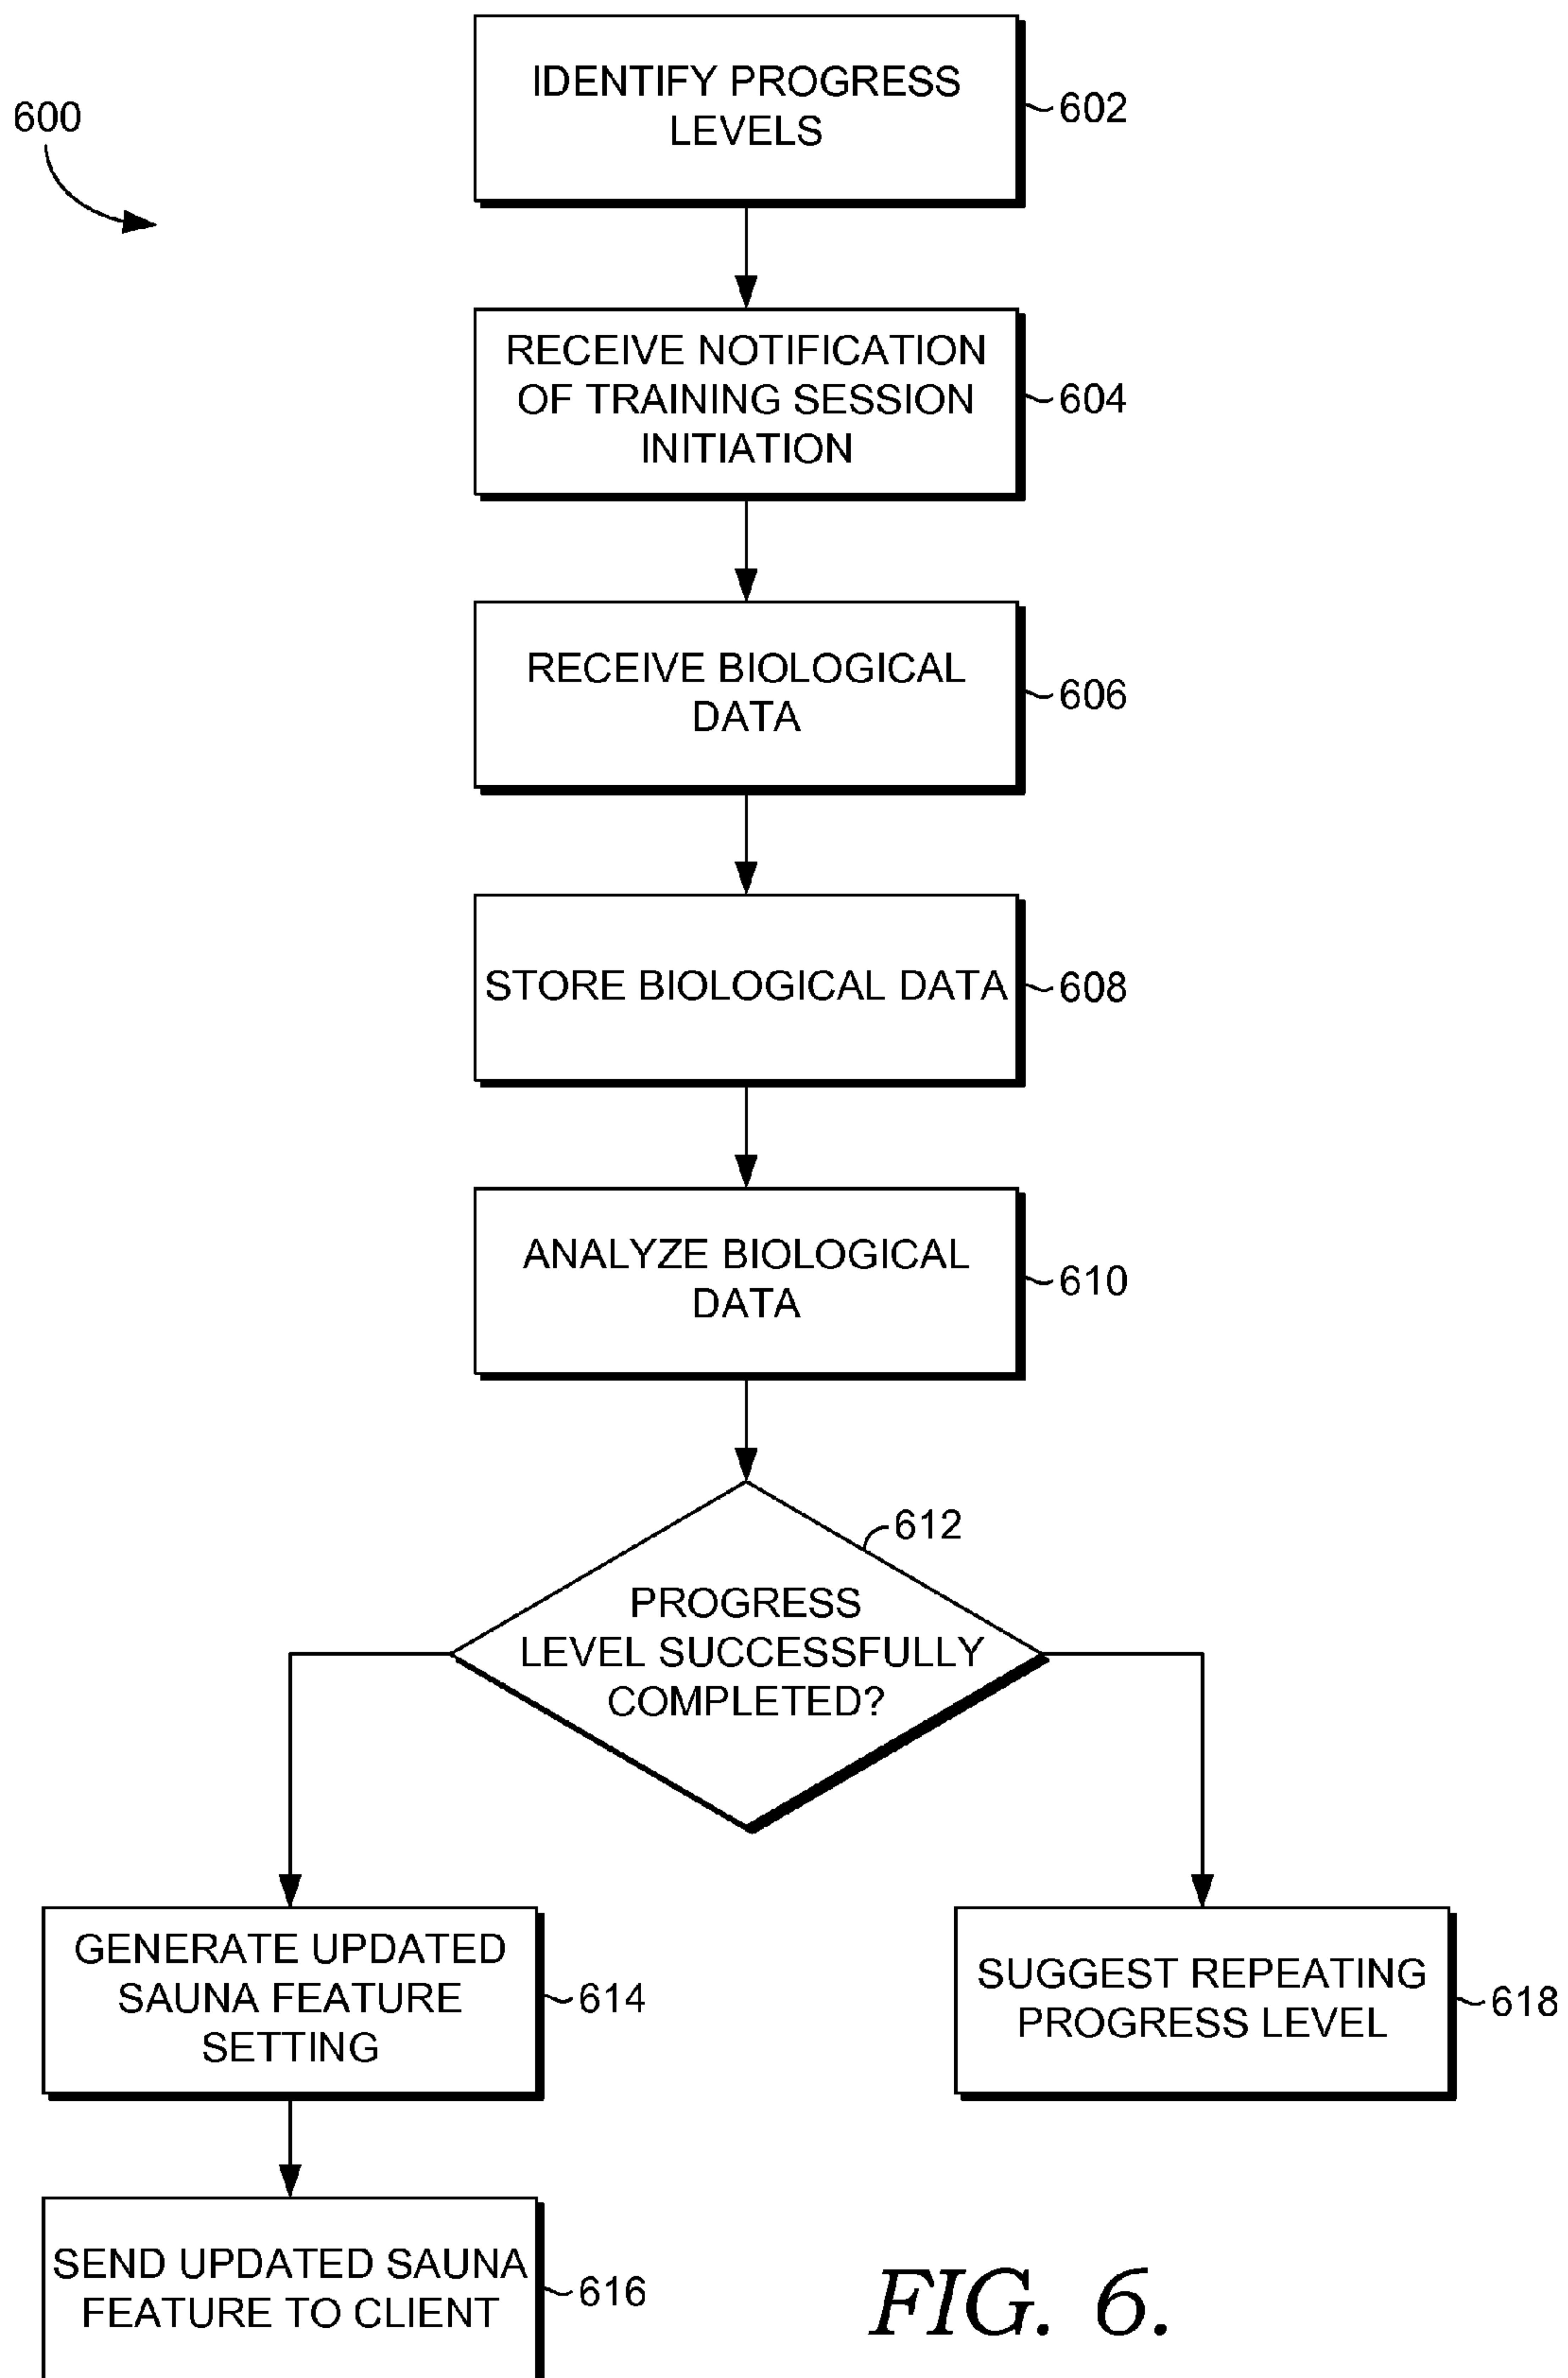 600
IDENTIFY PROGRESS
LEVELS
602
RECEIVE NOTIFICATION
OF TRAINING SESSION
INITIATION
604
RECEIVE BIOLOGICAL
DATA
606
STORE BIOLOGICAL DATA
608
ANALYZE BIOLOGICAL
DATA
610
612
PROGRESS
LEVEL SUCCESSFULLY
COMPLETED?
GENERATE UPDATED
SAUNA FEATURE
SETTING
614
SUGGEST REPEATING
PROGRESS LEVEL
618
SEND UPDATED SAUNA
FEATURE TO CLIENT
616
FIG. 6.